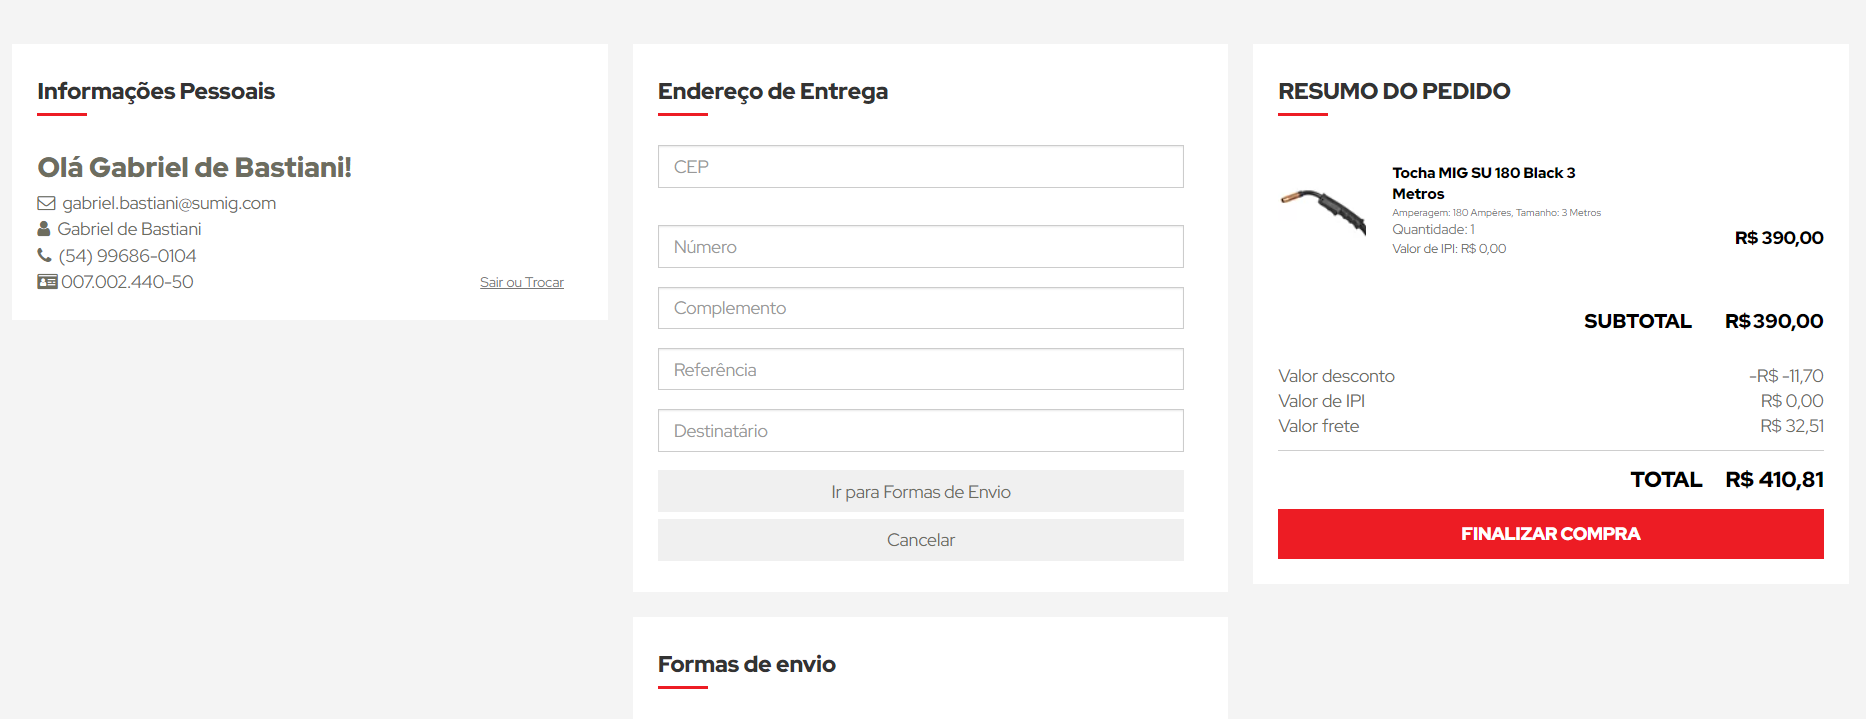 Informações Pessoais
Olá Gabriel de Bastiani!
gabriel.bastiani@sumig.com
Gabriel de Bastiani
(54) 99686-0104
007.002.440-50
Sair ou Trocar
Endereço de Entrega
CEP
Número
Complemento
Referência
Destinatário
Ir para Formas de Envio
Cancelar
Formas de envio
RESUMO DO PEDIDO
Tocha MIG SU 180 Black 3
Metros
Amperagem: 180 Ampères, Tamanho: 3 Metros
Quantidade: 1
Valor de IPI: R$ 0,00
R$ 390,00
SUBTOTAL R$ 390,00
Valor desconto -R$ -11,70
Valor de IPI R$ 0,00
Valor frete R$ 32,51
TOTAL R$ 410,81
FINALIZAR COMPRA